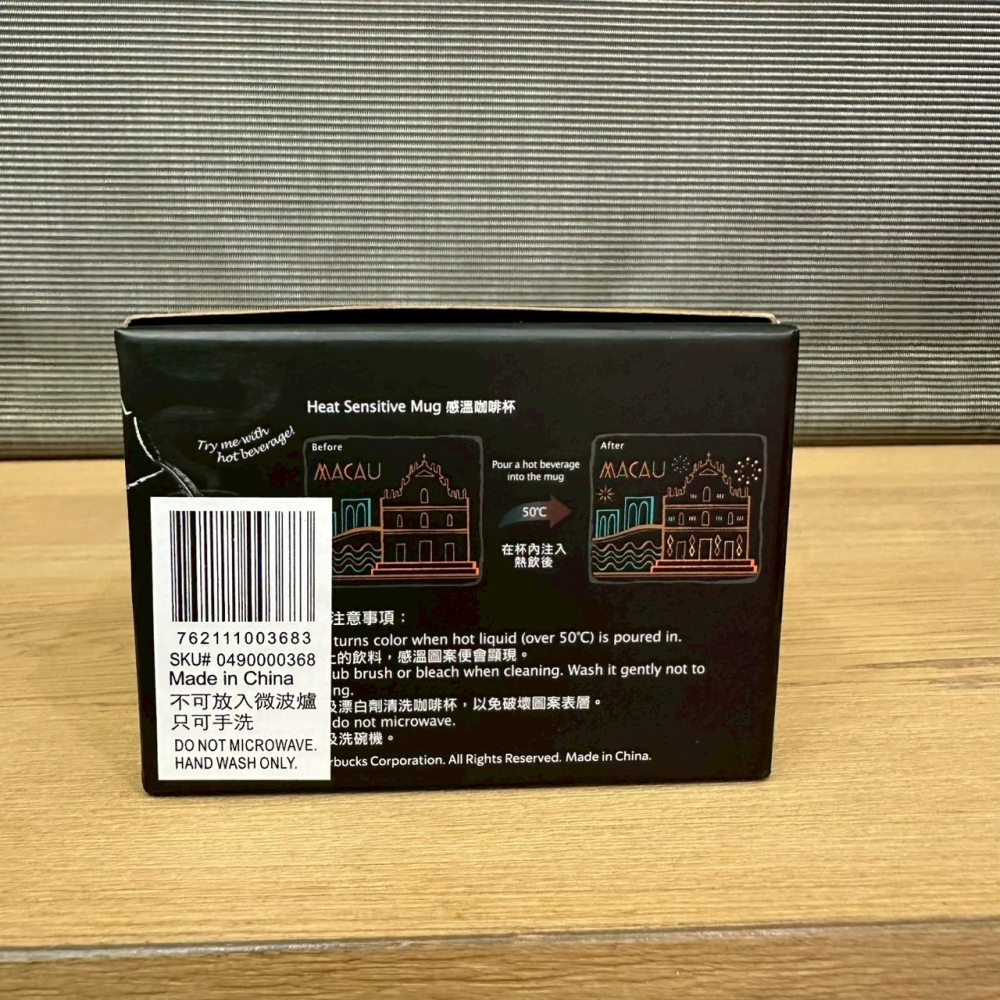 Heat Sensitive Mug 感溫咖啡杯
Try me with
hot beverage!
Before
MACAU
Pour a hot beverage
into the mug
50℃
在杯內注入
熱飲後
After
MACAU
注意事項：
turns color when hot liquid (over 50℃) is poured in.
的飲料，感溫圖案便會顯現。
ub brush or bleach when cleaning. Wash it gently not to
ng.
漂白劑清洗咖啡杯，以免破壞圖案表層。
do not microwave.
洗碗機。
rbucks Corporation. All Rights Reserved. Made in China.
762111003683
SKU# 0490000368
Made in China
不可放入微波爐
只可手洗
DO NOT MICROWAVE.
HAND WASH ONLY.